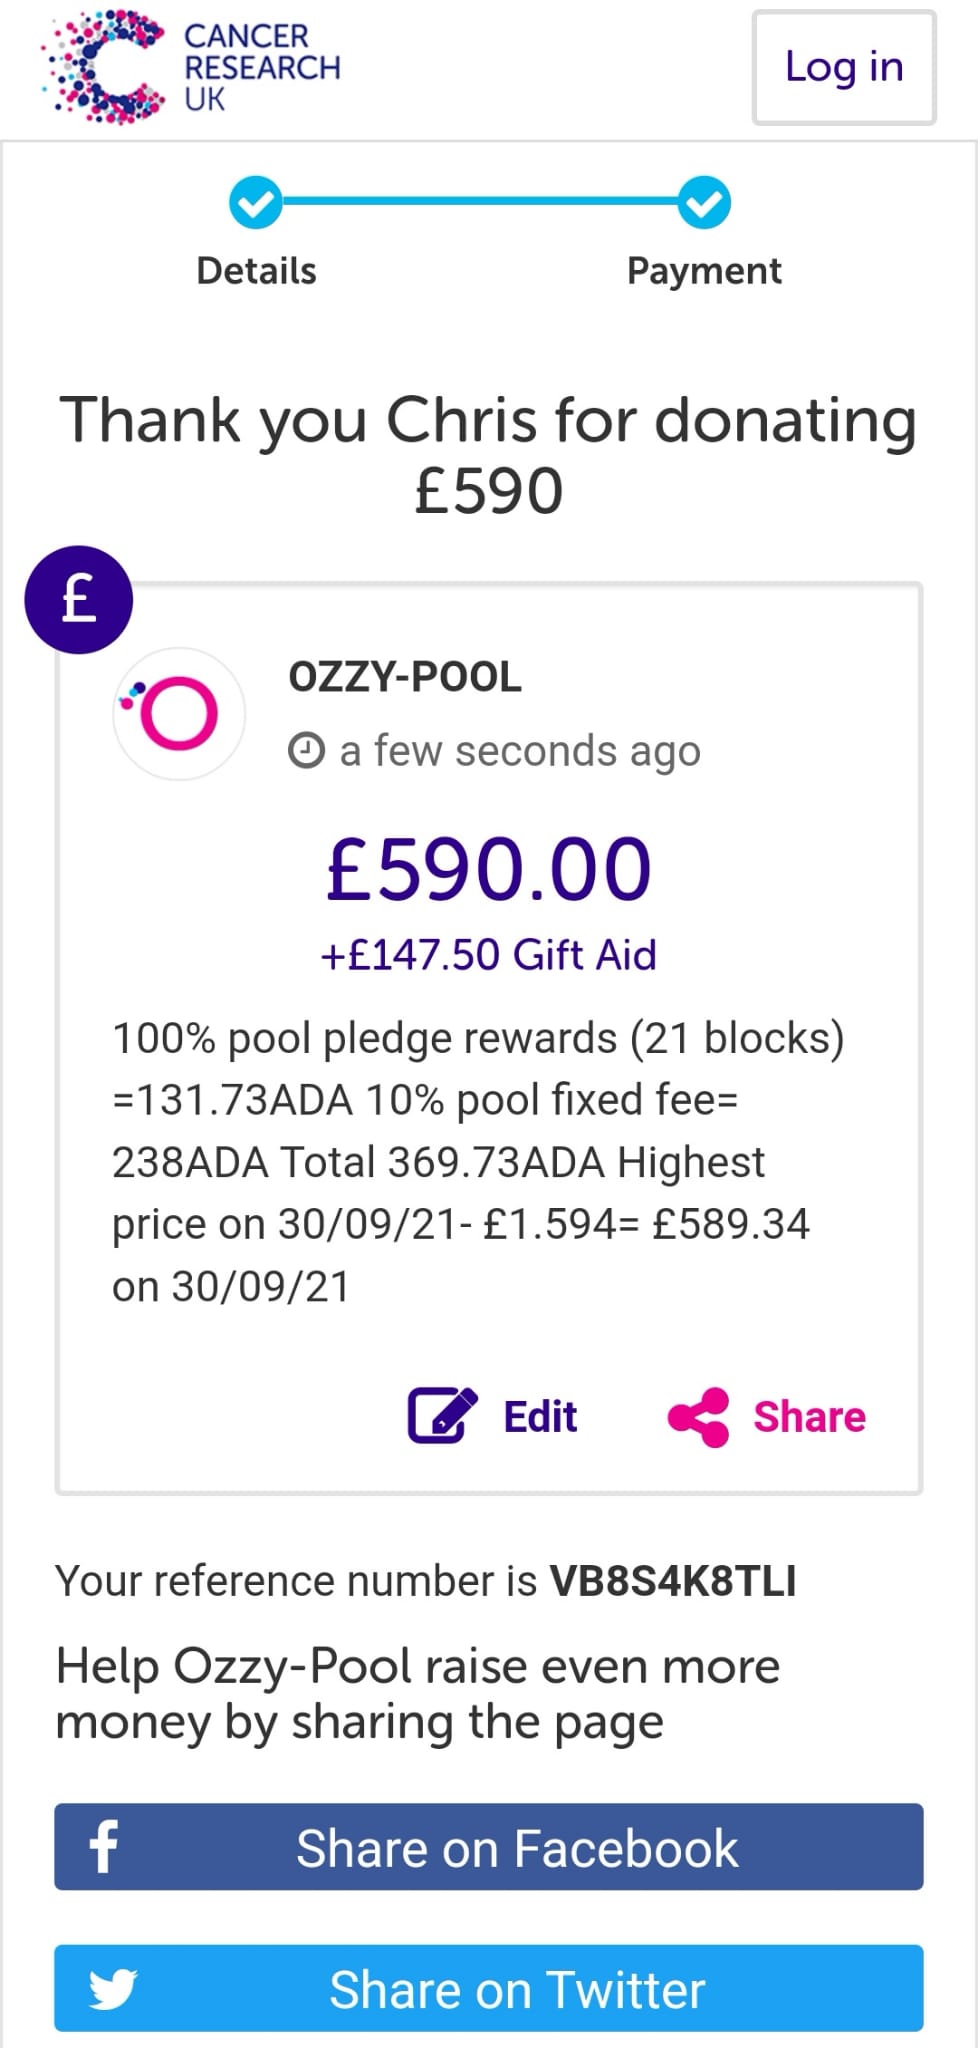 CANCER
RESEARCH
UK
Log in
Details
Payment
Thank you Chris for donating
£590
£
OZZY-POOL
a few seconds ago
£590.00
+£147.50 Gift Aid
100% pool pledge rewards (21 blocks)
=131.73ADA 10% pool fixed fee=
238ADA Total 369.73ADA Highest
price on 30/09/21- £1.594= £589.34
on 30/09/21
Edit
Share
Your reference number is VB8S4K8TLI
Help Ozzy-Pool raise even more
money by sharing the page
Share on Facebook
Share on Twitter